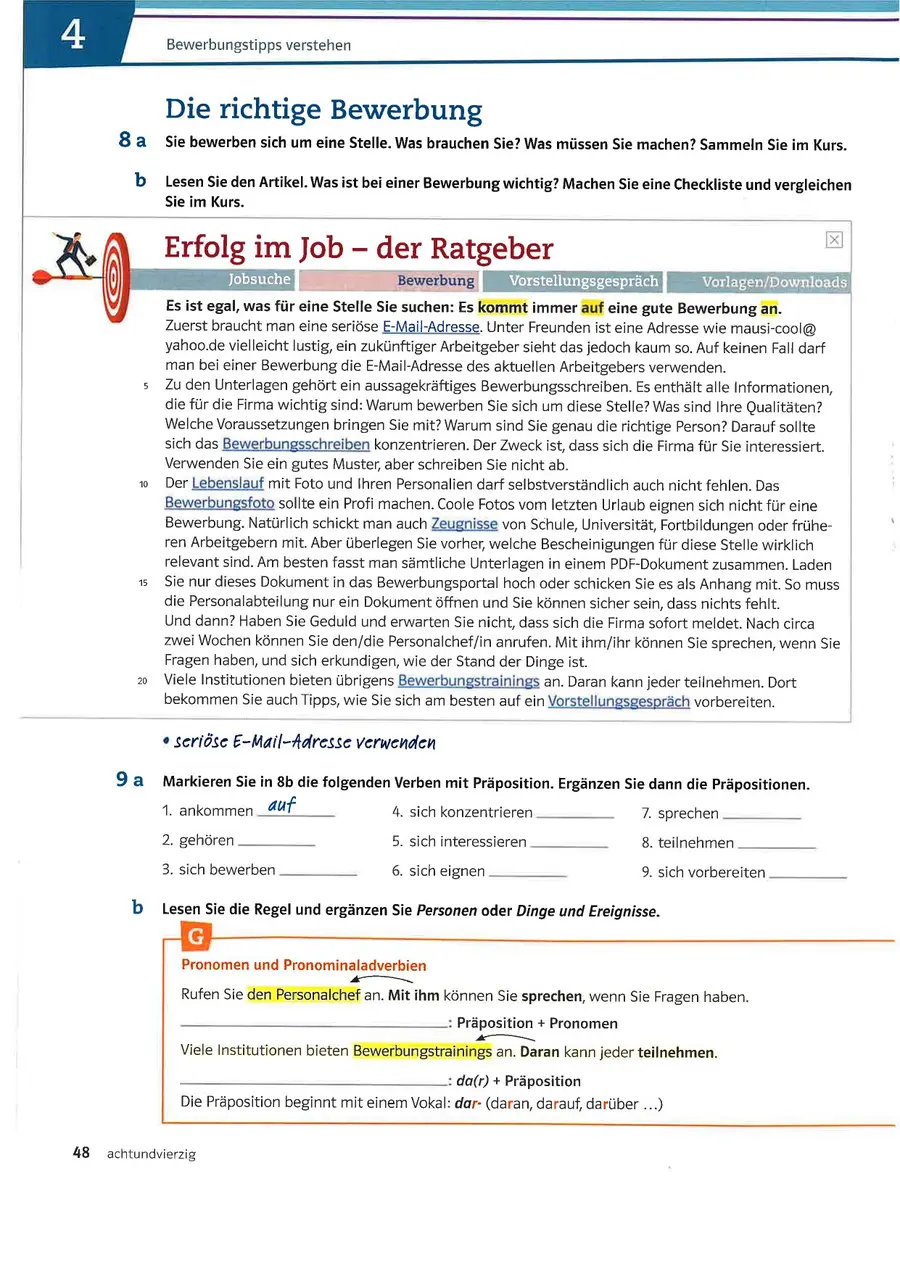 4
Bewerbungstipps verstehen
Die richtige Bewerbung
8 a Sie bewerben sich um eine Stelle. Was brauchen Sie? Was müssen Sie machen? Sammeln Sie im Kurs.
b Lesen Sie den Artikel. Was ist bei einer Bewerbung wichtig? Machen Sie eine Checkliste und vergleichen
Sie im Kurs.
Erfolg im Job – der Ratgeber
Jobsuche Bewerbung Vorstellungsgespräch Vorlagen/Downloads
Es ist egal, was für eine Stelle Sie suchen: Es kommt immer auf eine gute Bewerbung an.
Zuerst braucht man eine seriöse E-Mail-Adresse. Unter Freunden ist eine Adresse wie mausi-cool@
yahoo.de vielleicht lustig, ein zukünftiger Arbeitgeber sieht das jedoch kaum so. Auf keinen Fall darf
man bei einer Bewerbung die E-Mail-Adresse des aktuellen Arbeitgebers verwenden.
5 Zu den Unterlagen gehört ein aussagekräftiges Bewerbungsschreiben. Es enthält alle Informationen,
die für die Firma wichtig sind: Warum bewerben Sie sich um diese Stelle? Was sind Ihre Qualitäten?
Welche Voraussetzungen bringen Sie mit? Warum sind Sie genau die richtige Person? Darauf sollte
sich das Bewerbungsschreiben konzentrieren. Der Zweck ist, dass sich die Firma für Sie interessiert.
Verwenden Sie ein gutes Muster, aber schreiben Sie nicht ab.
10 Der Lebenslauf mit Foto und Ihren Personalien darf selbstverständlich auch nicht fehlen. Das
Bewerbungsfoto sollte ein Profi machen. Coole Fotos vom letzten Urlaub eignen sich nicht für eine
Bewerbung. Natürlich schickt man auch Zeugnisse von Schule, Universität, Fortbildungen oder frühe-
ren Arbeitgebern mit. Aber überlegen Sie vorher, welche Bescheinigungen für diese Stelle wirklich
relevant sind. Am besten fasst man sämtliche Unterlagen in einem PDF-Dokument zusammen. Laden
15 Sie nur dieses Dokument in das Bewerbungsportal hoch oder schicken Sie es als Anhang mit. So muss
die Personalabteilung nur ein Dokument öffnen und Sie können sicher sein, dass nichts fehlt.
Und dann? Haben Sie Geduld und erwarten Sie nicht, dass sich die Firma sofort meldet. Nach circa
zwei Wochen können Sie den/die Personalchef/in anrufen. Mit ihm/ihr können Sie sprechen, wenn Sie
Fragen haben, und sich erkundigen, wie der Stand der Dinge ist.
20 Viele Institutionen bieten übrigens Bewerbungstrainings an. Daran kann jeder teilnehmen. Dort
bekommen Sie auch Tipps, wie Sie sich am besten auf ein Vorstellungsgespräch vorbereiten.
• seriöse E-Mail-Adresse verwenden
9 a Markieren Sie in 8b die folgenden Verben mit Präposition. Ergänzen Sie dann die Präpositionen.
1. ankommen auf 4. sich konzentrieren ____ 7. sprechen ____
2. gehören ____ 5. sich interessieren ____ 8. teilnehmen ____
3. sich bewerben ____ 6. sich eignen ____ 9. sich vorbereiten ____
b Lesen Sie die Regel und ergänzen Sie Personen oder Dinge und Ereignisse.
G
Pronomen und Pronominaladverbien
Rufen Sie den Personalchef an. Mit ihm können Sie sprechen, wenn Sie Fragen haben.
____: Präposition + Pronomen
Viele Institutionen bieten Bewerbungstrainings an. Daran kann jeder teilnehmen.
____: da(r) + Präposition
Die Präposition beginnt mit einem Vokal: dar- (daran, darauf, darüber ...)
48 achtundvierzig